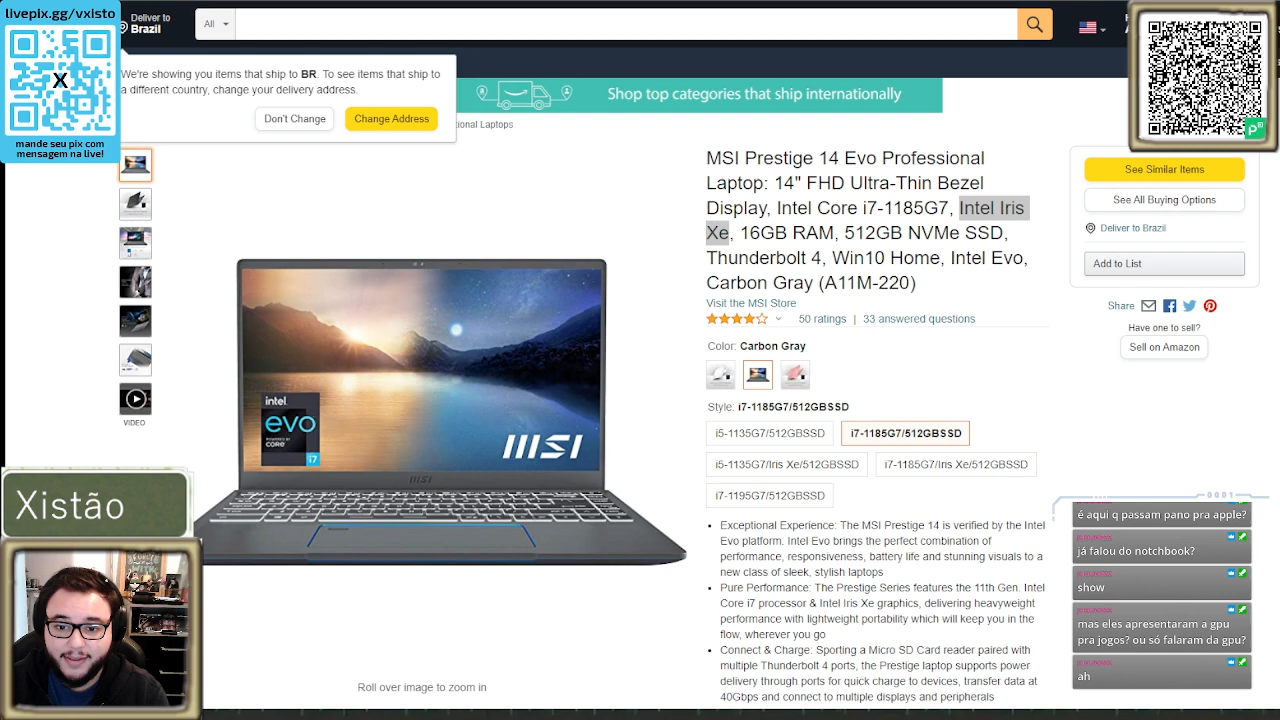 livepix.gg/vxisto
X
mande seu pix com
mensagem na live!
Deliver to
Brazil
All
We're showing you items that ship to BR. To see items that ship to
a different country, change your delivery address.
Don't Change
Change Address
Shop top categories that ship internationally
ional Laptops
VIDEO
intel
evo
POWERED BY
CORE
i7
msi
msi
Roll over image to zoom in
MSI Prestige 14 Evo Professional
Laptop: 14" FHD Ultra-Thin Bezel
Display, Intel Core i7-1185G7, Intel Iris
Xe, 16GB RAM, 512GB NVMe SSD,
Thunderbolt 4, Win10 Home, Intel Evo,
Carbon Gray (A11M-220)
Visit the MSI Store
50 ratings | 33 answered questions
Color: Carbon Gray
Style: i7-1185G7/512GBSSD
i5-1135G7/512GBSSD
i7-1185G7/512GBSSD
i5-1135G7/Iris Xe/512GBSSD
i7-1185G7/Iris Xe/512GBSSD
i7-1195G7/512GBSSD
• Exceptional Experience: The MSI Prestige 14 is verified by the Intel
Evo platform. Intel Evo brings the perfect combination of
performance, responsiveness, battery life and stunning visuals to a
new class of sleek, stylish laptops
• Pure Performance: The Prestige Series features the 11th Gen. Intel
Core i7 processor & Intel Iris Xe graphics, delivering heavyweight
performance with lightweight portability which will keep you in the
flow, wherever you go
• Connect & Charge: Sporting a Micro SD Card reader paired with
multiple Thunderbolt 4 ports, the Prestige laptop supports power
delivery through ports for quick charge to devices, transfer data at
40Gbps and connect to multiple displays and peripherals
See Similar Items
See All Buying Options
Deliver to Brazil
Add to List
Share
Have one to sell?
Sell on Amazon
0001
é aqui q passam pano pra apple?
já falou do notchbook?
show
mas eles apresentaram a gpu
pra jogos? ou só falaram da gpu?
ah
Xistão